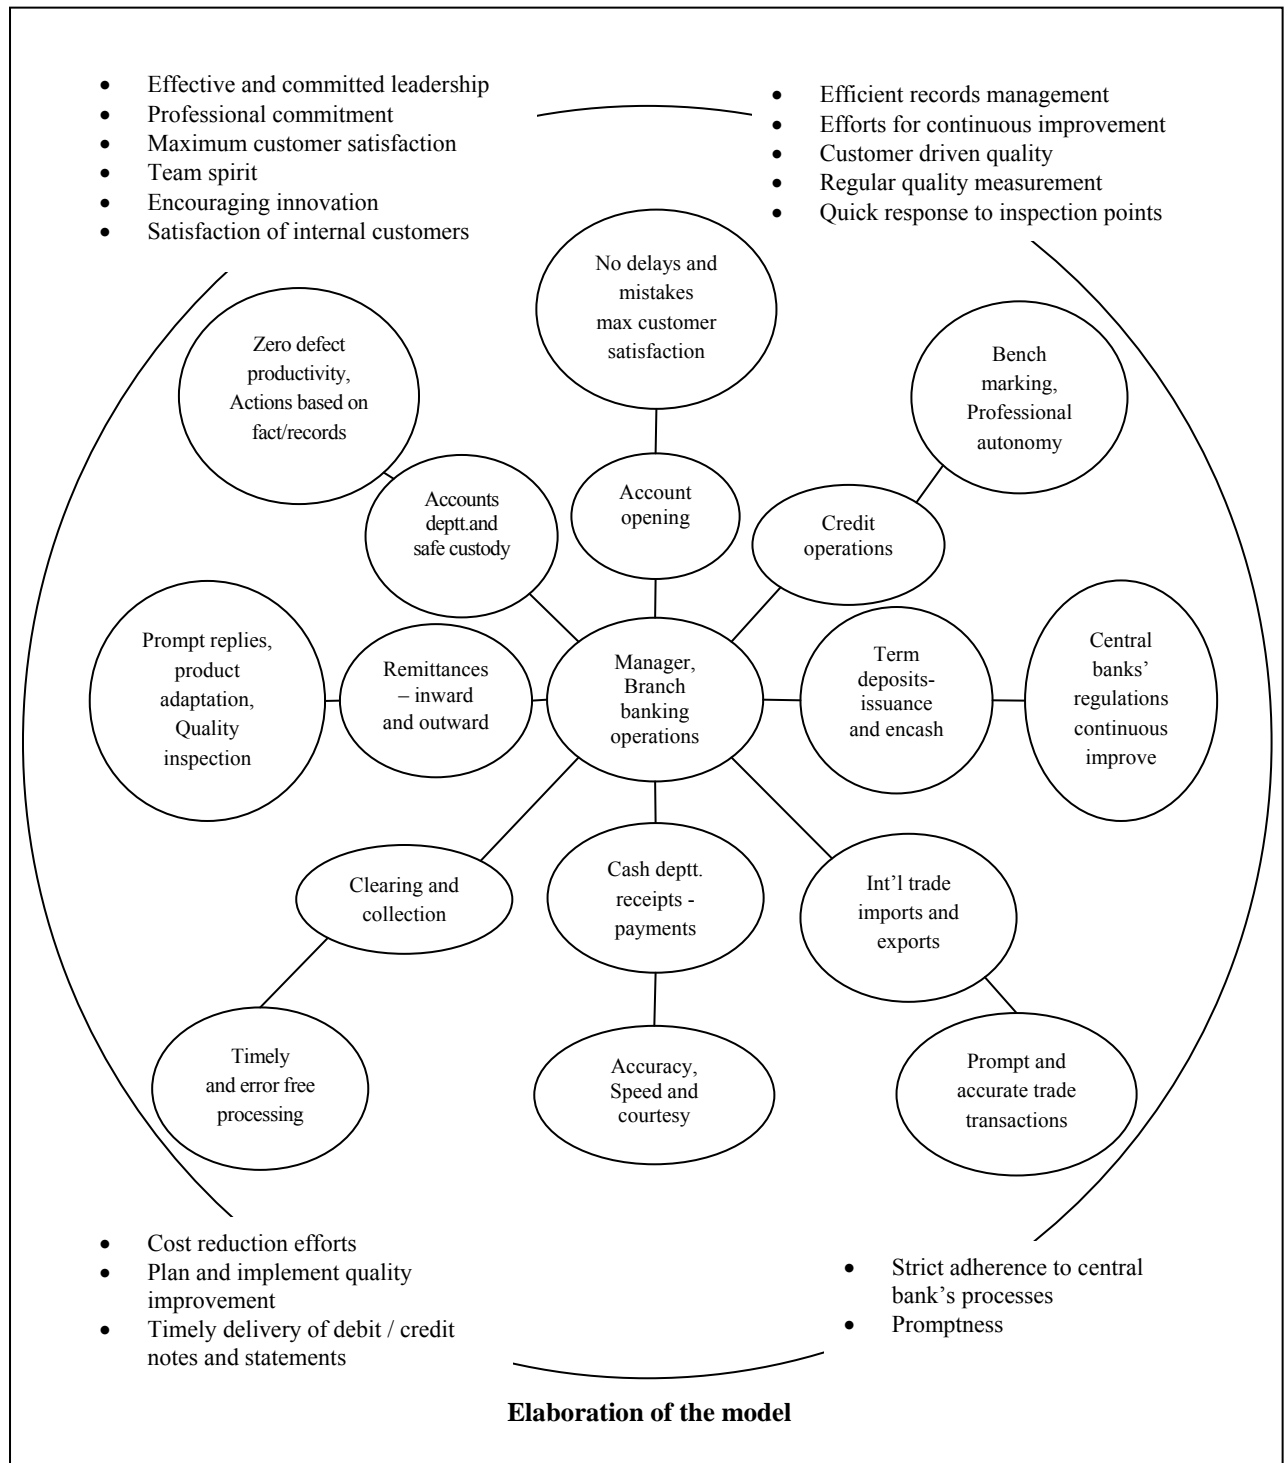 • Effective and committed leadership
• Professional commitment
• Maximum customer satisfaction
• Team spirit
• Encouraging innovation
• Satisfaction of internal customers
• Efficient records management
• Efforts for continuous improvement
• Customer driven quality
• Regular quality measurement
• Quick response to inspection points
No delays and
mistakes
max customer
satisfaction
Zero defect
productivity,
Actions based on
fact/records
Bench
marking,
Professional
autonomy
Accounts
deptt.and
safe custody
Account
opening
Credit
operations
Prompt replies,
product
adaptation,
Quality
inspection
Remittances
– inward
and outward
Manager,
Branch
banking
operations
Term
deposits-
issuance
and encash
Central
banks’
regulations
continuous
improve
Clearing and
collection
Cash deptt.
receipts -
payments
Int’l trade
imports and
exports
Timely
and error free
processing
Accuracy,
Speed and
courtesy
Prompt and
accurate trade
transactions
• Cost reduction efforts
• Plan and implement quality
improvement
• Timely delivery of debit / credit
notes and statements
• Strict adherence to central
bank’s processes
• Promptness
Elaboration of the model